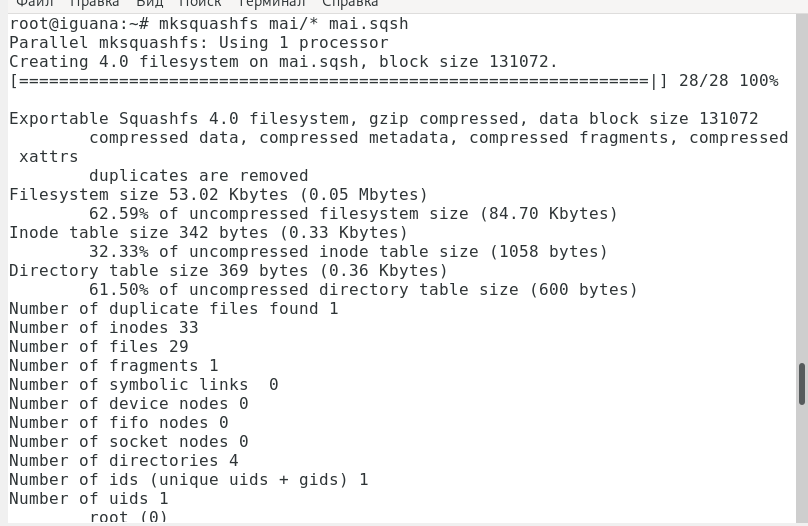 Файл Правка Вид Поиск Терминал Справка
root@iguana:~# mksquashfs mai/* mai.sqsh
Parallel mksquashfs: Using 1 processor
Creating 4.0 filesystem on mai.sqsh, block size 131072.
[===============================================================|] 28/28 100%
Exportable Squashfs 4.0 filesystem, gzip compressed, data block size 131072
        compressed data, compressed metadata, compressed fragments, compressed
 xattrs
        duplicates are removed
Filesystem size 53.02 Kbytes (0.05 Mbytes)
        62.59% of uncompressed filesystem size (84.70 Kbytes)
Inode table size 342 bytes (0.33 Kbytes)
        32.33% of uncompressed inode table size (1058 bytes)
Directory table size 369 bytes (0.36 Kbytes)
        61.50% of uncompressed directory table size (600 bytes)
Number of duplicate files found 1
Number of inodes 33
Number of files 29
Number of fragments 1
Number of symbolic links  0
Number of device nodes 0
Number of fifo nodes 0
Number of socket nodes 0
Number of directories 4
Number of ids (unique uids + gids) 1
Number of uids 1
        root (0)